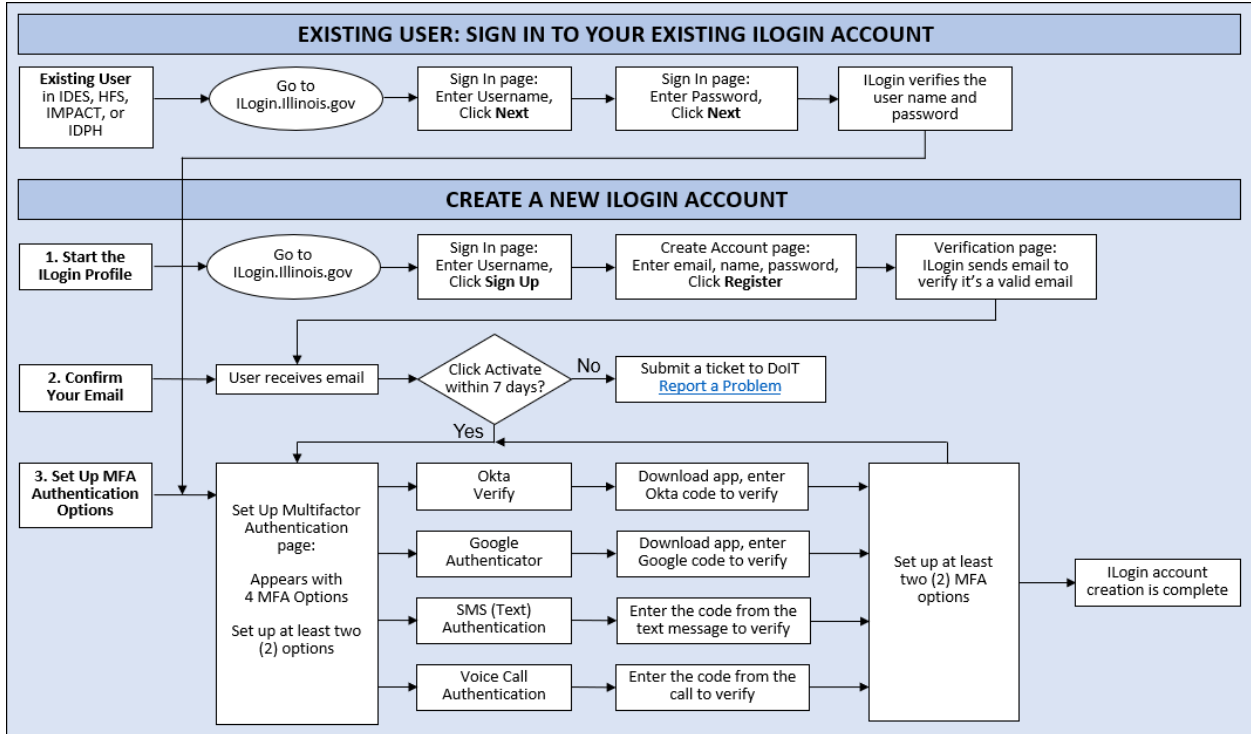 EXISTING USER: SIGN IN TO YOUR EXISTING ILOGIN ACCOUNT
Existing User
in IDES, HFS,
IMPACT, or
IDPH
Go to
ILogin.Illinois.gov
Sign In page:
Enter Username,
Click Next
Sign In page:
Enter Password,
Click Next
ILogin verifies the
user name and
password
CREATE A NEW ILOGIN ACCOUNT
1. Start the
ILogin Profile
Go to
ILogin.Illinois.gov
Sign In page:
Enter Username,
Click Sign Up
Create Account page:
Enter email, name, password,
Click Register
Verification page:
ILogin sends email to
verify it's a valid email
2. Confirm
Your Email
User receives email
Click Activate
within 7 days?
No
Submit a ticket to DoIT
Report a Problem
Yes
3. Set Up MFA
Authentication
Options
Set Up Multifactor
Authentication
page:
Appears with
4 MFA Options
Set up at least two
(2) options
Okta
Verify
Download app, enter
Okta code to verify
Google
Authenticator
Download app, enter
Google code to verify
SMS (Text)
Authentication
Enter the code from the
text message to verify
Voice Call
Authentication
Enter the code from the
call to verify
Set up at least
two (2) MFA
options
ILogin account
creation is complete